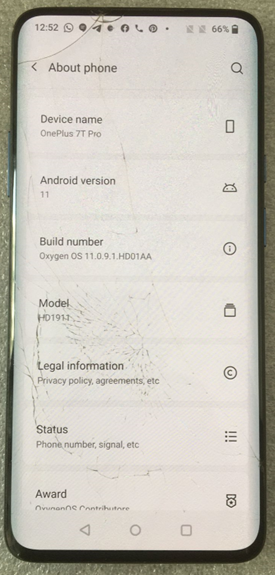 12:52 66%
About phone
Device name
OnePlus 7T Pro
Android version
11
Build number
Oxygen OS 11.0.9.1.HD01AA
Model
HD1911
Legal information
Privacy policy, agreements, etc
Status
Phone number, signal, etc
Award
OxygenOS Contributors